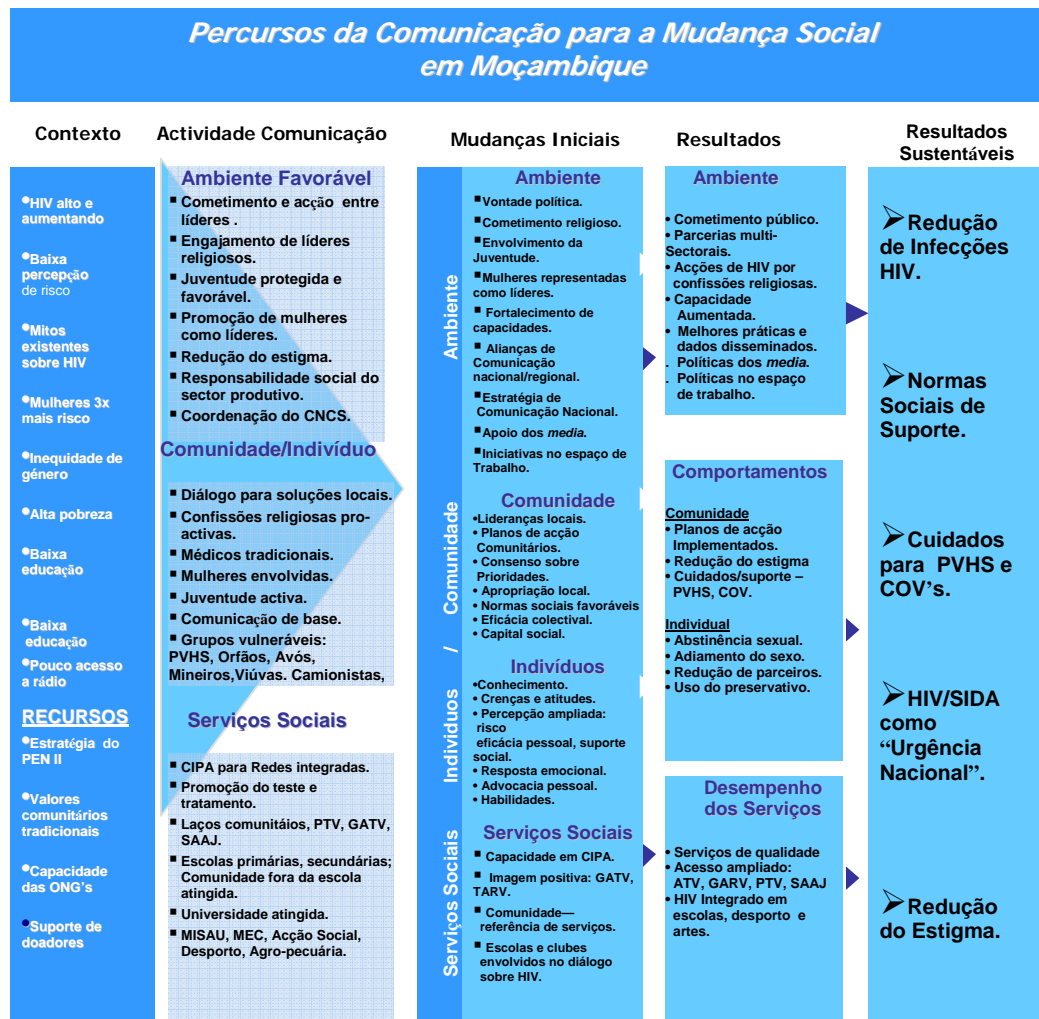 Percursos da Comunicação para a Mudança Social
em Moçambique
Contexto
•HIV alto e
aumentando
•Baixa
percepção
de risco
•Mitos
existentes
sobre HIV
•Mulheres 3x
mais risco
•Inequidade de
género
•Alta pobreza
•Baixa
educação
•Baixa
educação
•Pouco acesso
a rádio
RECURSOS
•Estratégia do
PEN II
•Valores
comunitários
tradicionais
•Capacidade
das ONG's
•Suporte de
doadores
Actividade Comunicação
Ambiente Favorável
▪ Cometimento e acção entre
líderes .
▪ Engajamento de líderes
religiosos.
▪ Juventude protegida e
favorável.
▪ Promoção de mulheres
como líderes.
▪ Redução do estigma.
▪ Responsabilidade social do
sector produtivo.
▪ Coordenação do CNCS.
Comunidade/Indivíduo
▪ Diálogo para soluções locais.
▪ Confissões religiosas pro-
activas.
▪ Médicos tradicionais.
▪ Mulheres envolvidas.
▪ Juventude activa.
▪ Comunicação de base.
▪ Grupos vulneráveis:
PVHS, Orfãos, Avós,
Mineiros,Viúvas. Camionistas,
Serviços Sociais
▪ CIPA para Redes integradas.
▪ Promoção do teste e
tratamento.
▪ Laços comunitáios, PTV, GATV,
SAAJ.
▪ Escolas primárias, secundárias;
Comunidade fora da escola
atingida.
▪ Universidade atingida.
▪ MISAU, MEC, Acção Social,
Desporto, Agro-pecuária.
Mudanças Iniciais
Ambiente
Individuos / Comunidade
Serviços Sociais
Ambiente
▪Vontade política.
▪Cometimento religioso.
▪Envolvimento da
Juventude.
▪Mulheres representadas
como líderes.
▪ Fortalecimento de
capacidades.
▪ Alianças de
Comunicação
nacional/regional.
▪Estratégia de
Comunicação Nacional.
▪Apoio dos media.
▪Iniciativas no espaço de
Trabalho.
Comunidade
•Lideranças locais.
• Planos de acção
Comunitários.
• Consenso sobre
Prioridades.
• Apropriação local.
• Normas sociais favoráveis
• Eficácia colectival.
• Capital social.
Indivíduos
•Conhecimento.
• Crenças e atitudes.
• Percepção ampliada:
risco
eficácia pessoal, suporte
social.
• Resposta emocional.
• Advocacia pessoal.
• Habilidades.
Serviços Sociais
▪ Capacidade em CIPA.
▪ Imagem positiva: GATV,
TARV.
▪ Comunidade—
referência de serviços.
▪ Escolas e clubes
envolvidos no diálogo
sobre HIV.
Resultados
Ambiente
• Cometimento público.
• Parcerias multi-
Sectorais.
• Acções de HIV por
confissões religiosas.
• Capacidade
Aumentada.
• Melhores práticas e
dados disseminados.
. Políticas dos media.
. Políticas no espaço
de trabalho.
Comportamentos
Comunidade
• Planos de acção
Implementados.
• Redução do estigma
• Cuidados/suporte –
PVHS, COV.
Individual
• Abstinência sexual.
• Adiamento do sexo.
• Redução de parceiros.
• Uso do preservativo.
Desempenho
dos Serviços
• Serviços de qualidade
• Acesso ampliado:
ATV, GARV, PTV, SAAJ
• HIV Integrado em
escolas, desporto e
artes.
Resultados
Sustentáveis
➢Redução
de Infecções
HIV.
➢Normas
Sociais de
Suporte.
➢Cuidados
para PVHS e
COV's.
➢HIV/SIDA
como
“Urgência
Nacional”.
➢Redução
do Estigma.